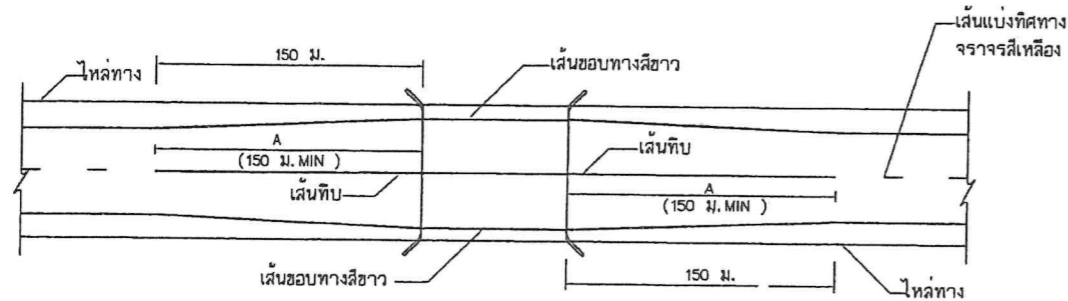 เส้นแบ่งทิศทาง
จราจรสีเหลือง
150 ม.
เส้นขอบทางสีขาว
ไหล่ทาง
A
(150 ม. MIN )
เส้นทึบ
เส้นทึบ
A
(150 ม. MIN )
เส้นขอบทางสีขาว
150 ม.
ไหล่ทาง